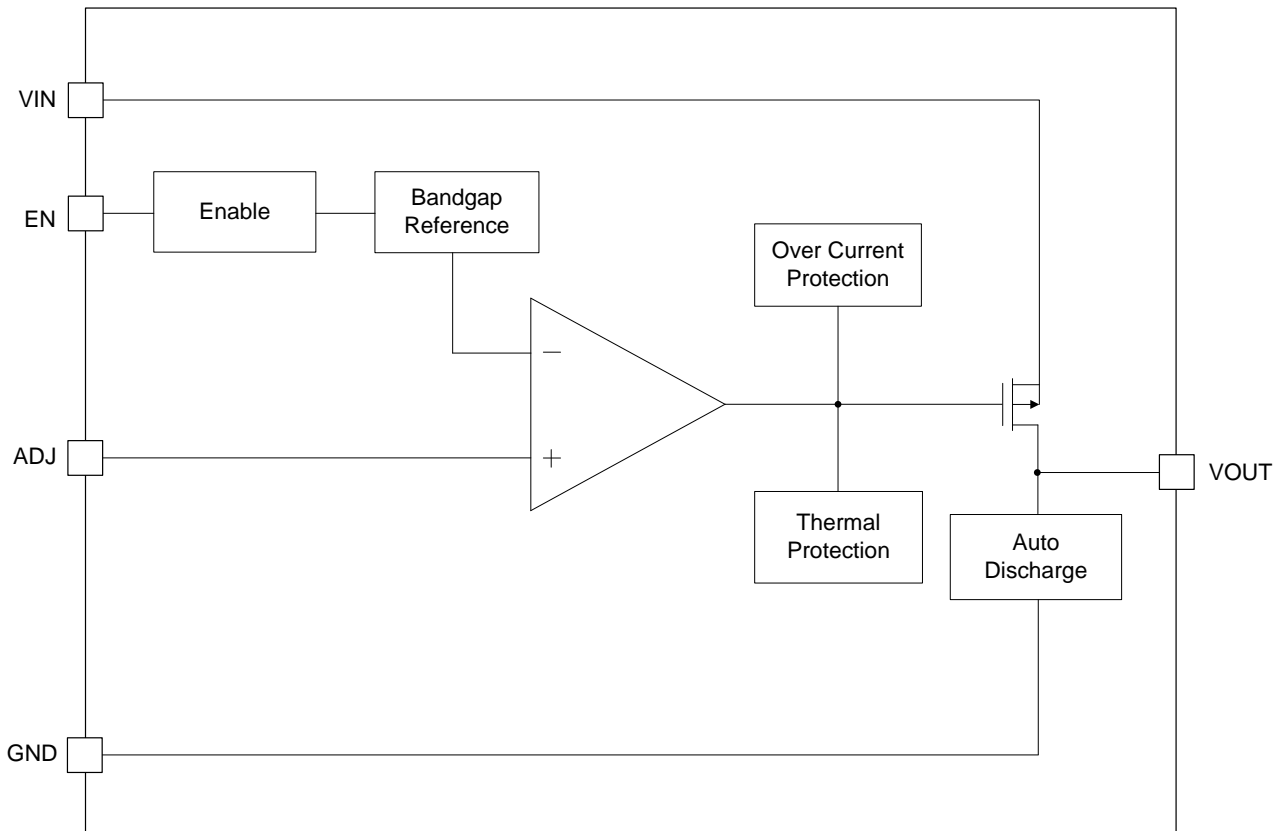 VIN
EN
Enable
Bandgap
Reference
Over Current
Protection
−
+
ADJ
VOUT
Thermal
Protection
Auto
Discharge
GND